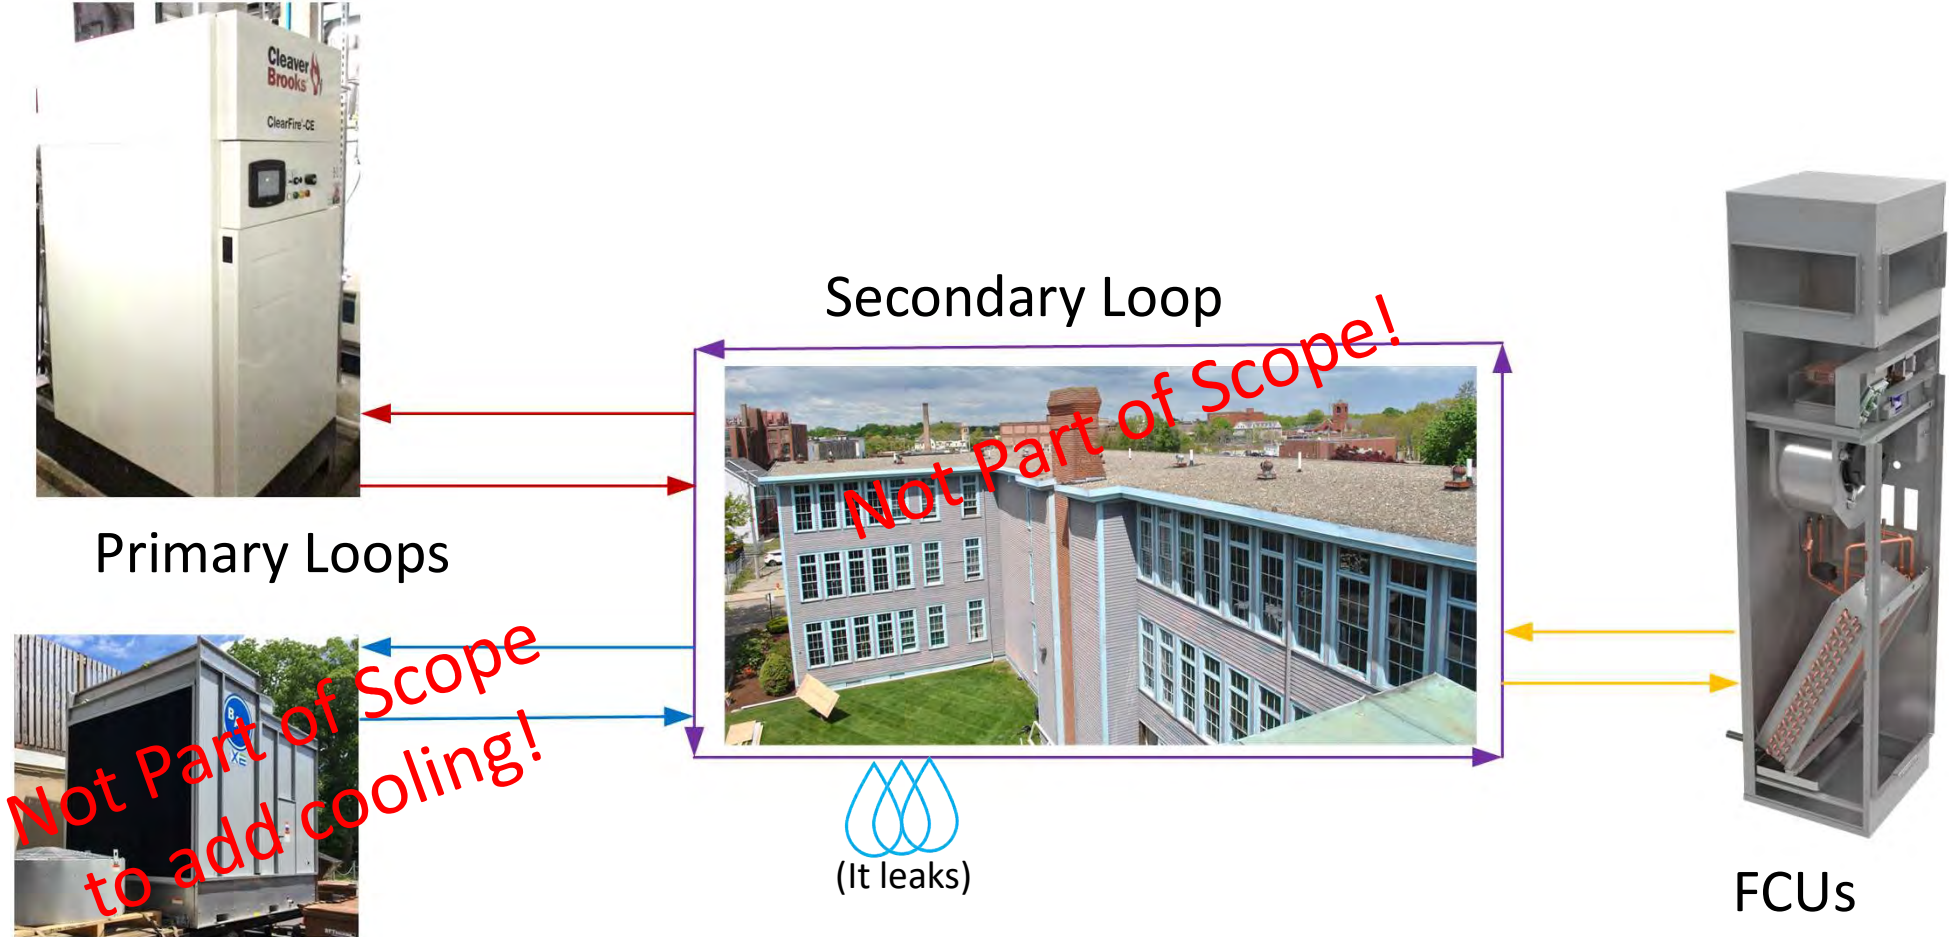 Cleaver
Brooks
ClearFire-CE
Secondary Loop
Not Part of Scope!
Primary Loops
Not Part of Scope
to add cooling!
(It leaks)
FCUs